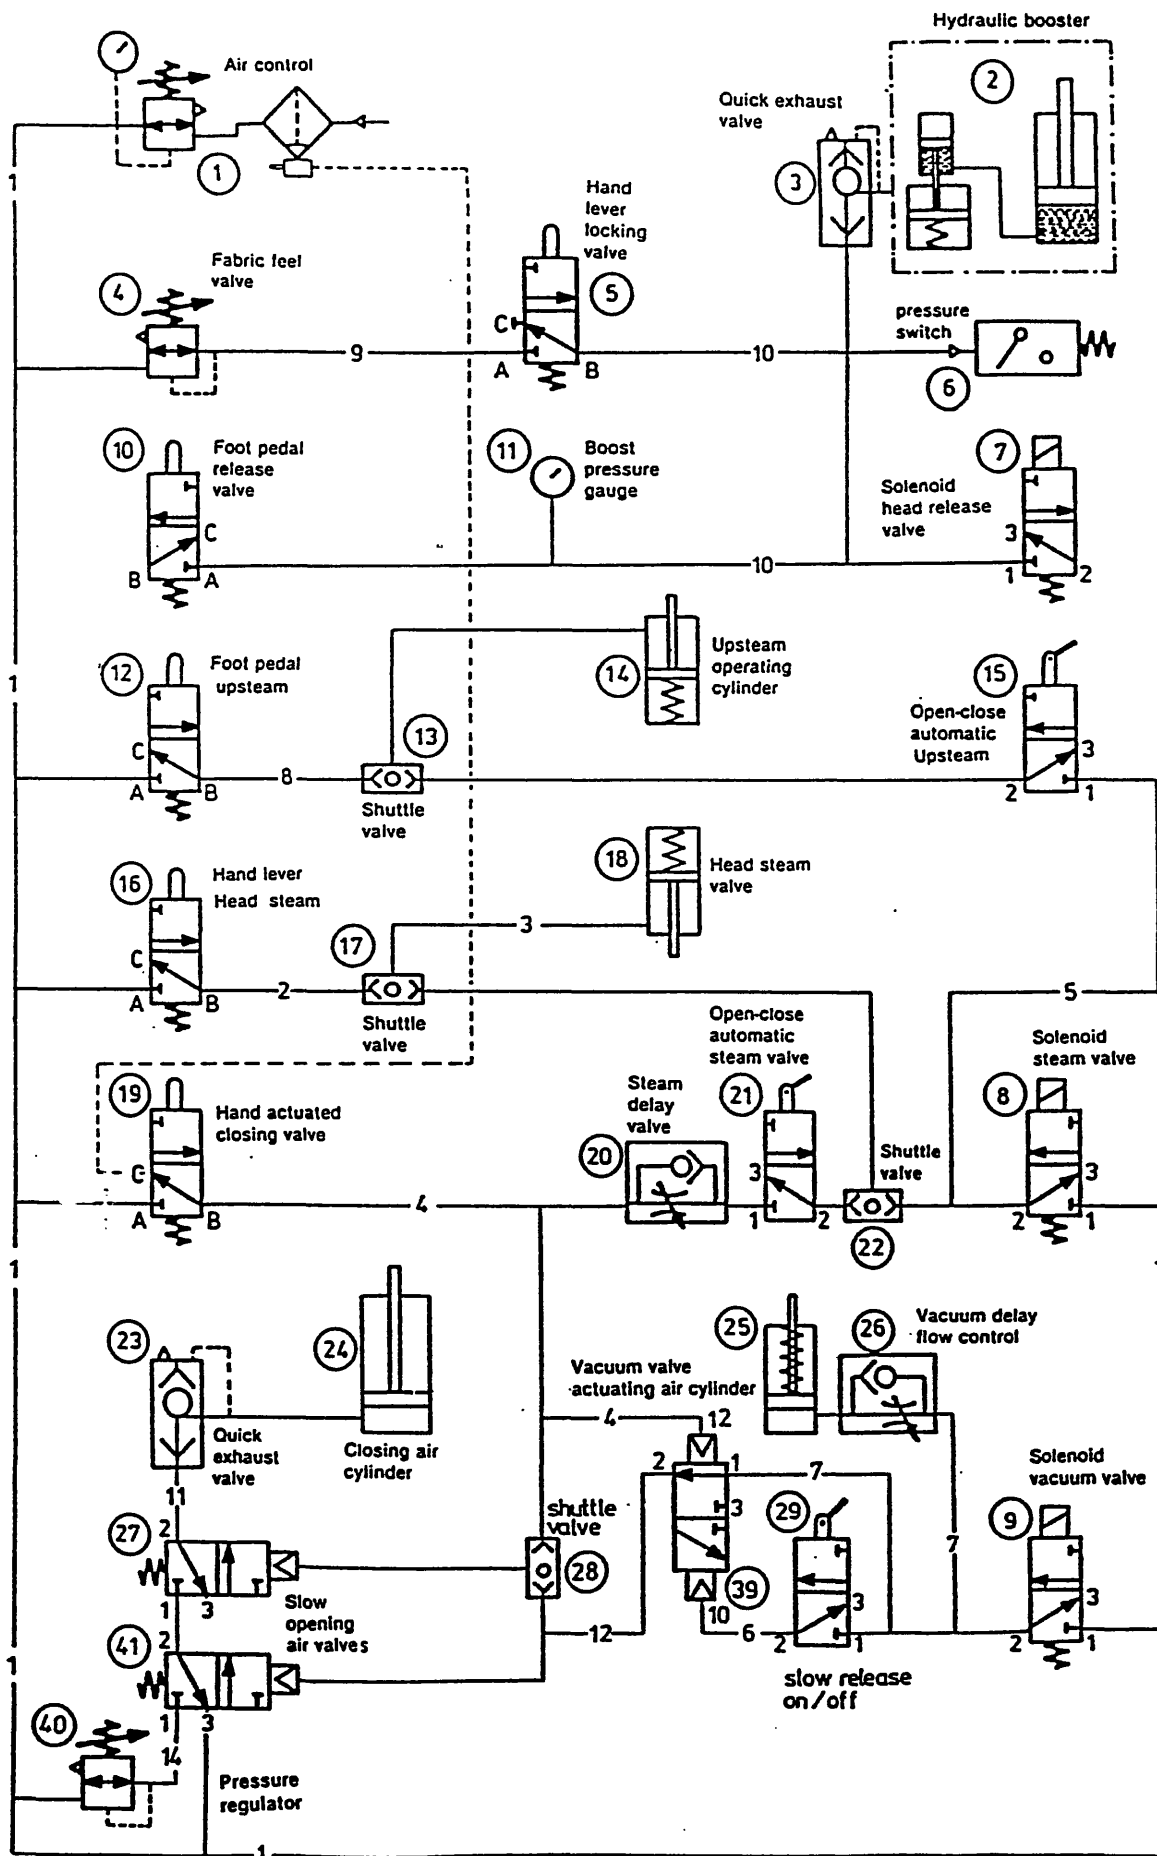 Hydraulic booster
Air control
2
Quick exhaust
valve
1
3
1
Hand
lever
locking
valve
Fabric feel
valve
4
5
C
pressure
switch
9
10
A
B
6
10
Foot pedal
release
valve
11
Boost
pressure
gauge
7
Solenoid
head release
valve
C
3
B
A
10
1
2
1
12
Foot pedal
upsteam
14
Upsteam
operating
cylinder
15
Open-close
automatic
Upsteam
13
C
3
8
A
B
2
1
Shuttle
valve
16
Hand lever
Head steam
18
Head steam
valve
17
3
C
A
B
2
5
Shuttle
valve
Open-close
automatic
steam valve
Solenoid
steam valve
19
Hand actuated
closing valve
Steam
delay
valve
21
8
20
Shuttle
valve
C
3
3
A
B
4
1
2
2
1
22
1
23
24
25
26
Vacuum delay
flow control
Vacuum valve
actuating air cylinder
4
12
Quick
exhaust
valve
Closing air
cylinder
2
1
7
Solenoid
vacuum valve
11
3
29
9
2
shuttle
valve
7
27
28
39
3
3
1
3
Slow
opening
air valves
10
12
6
2
1
2
1
2
41
slow release
on/off
1
1
3
40
14
Pressure
regulator
1